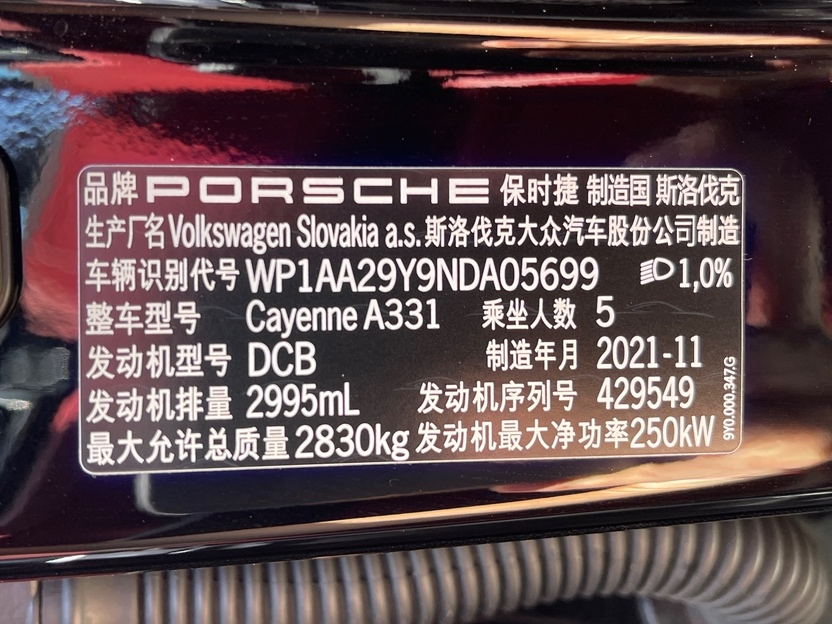 品牌 PORSCHE 保时捷 制造国 斯洛伐克
生产厂名 Volkswagen Slovakia a.s. 斯洛伐克大众汽车股份公司制造
车辆识别代号 WP1AA29Y9NDA05699 1,0%
整车型号 Cayenne A331 乘坐人数 5
发动机型号 DCB 制造年月 2021-11
发动机排量 2995mL 发动机序列号 429549
最大允许总质量 2830kg 发动机最大净功率 250kW
9Y0.000.347.G